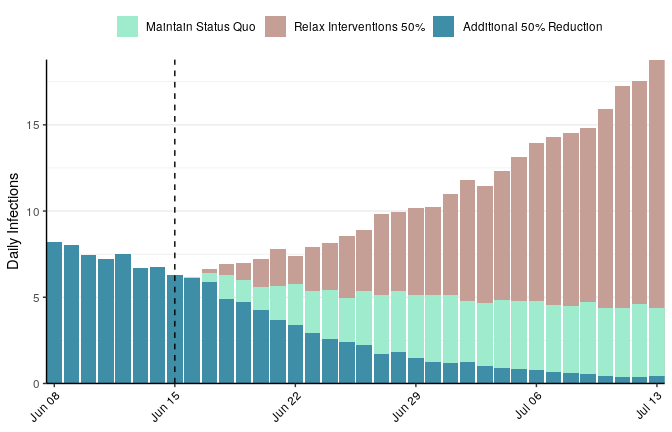 Maintain Status Quo Relax Interventions 50% Additional 50% Reduction
Daily Infections
15
10
5
0
Jun 08 Jun 15 Jun 22 Jun 29 Jul 06 Jul 13